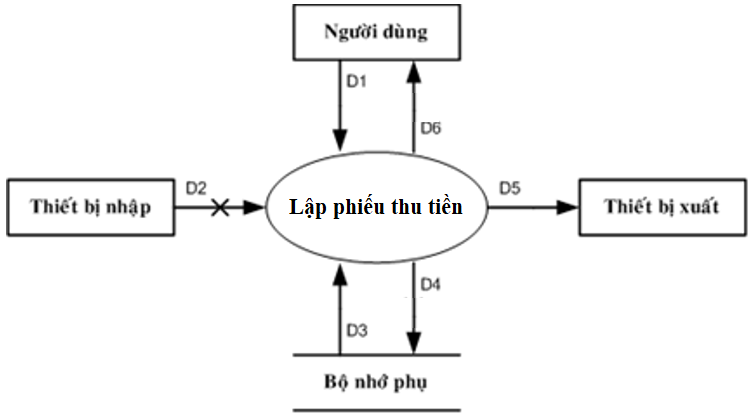 Người dùng
D1
D6
Thiết bị nhập
D2
Lập phiếu thu tiền
D5
Thiết bị xuất
D4
D3
Bộ nhớ phụ